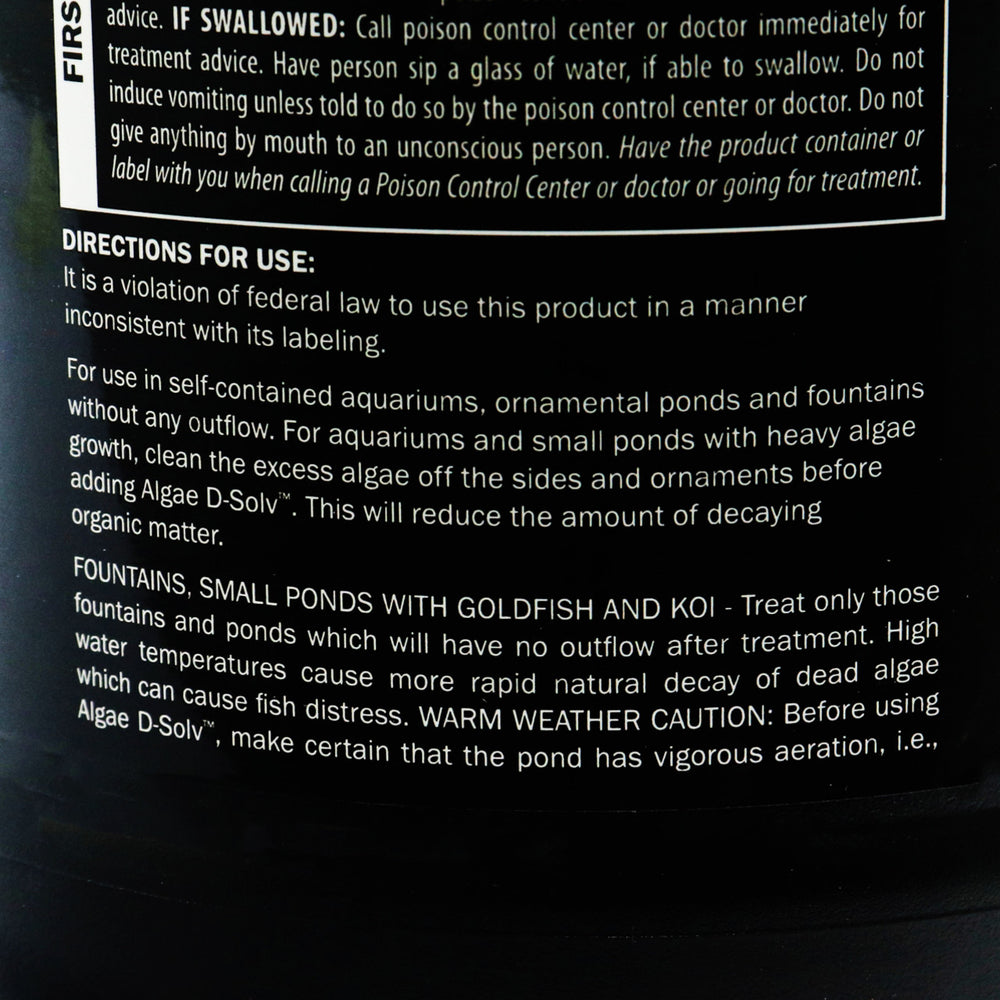 FIRS
advice. IF SWALLOWED: Call poison control center or doctor immediately for
treatment advice. Have person sip a glass of water, if able to swallow. Do not
induce vomiting unless told to do so by the poison control center or doctor. Do not
give anything by mouth to an unconscious person. Have the product container or
label with you when calling a Poison Control Center or doctor or going for treatment.
DIRECTIONS FOR USE:
It is a violation of federal law to use this product in a manner
inconsistent with its labeling.
For use in self-contained aquariums, ornamental ponds and fountains
without any outflow. For aquariums and small ponds with heavy algae
growth, clean the excess algae off the sides and ornaments before
adding Algae D-Solv™. This will reduce the amount of decaying
organic matter.
FOUNTAINS, SMALL PONDS WITH GOLDFISH AND KOI - Treat only those
fountains and ponds which will have no outflow after treatment. High
water temperatures cause more rapid natural decay of dead algae
which can cause fish distress. WARM WEATHER CAUTION: Before using
Algae D-Solv™, make certain that the pond has vigorous aeration, i.e.,